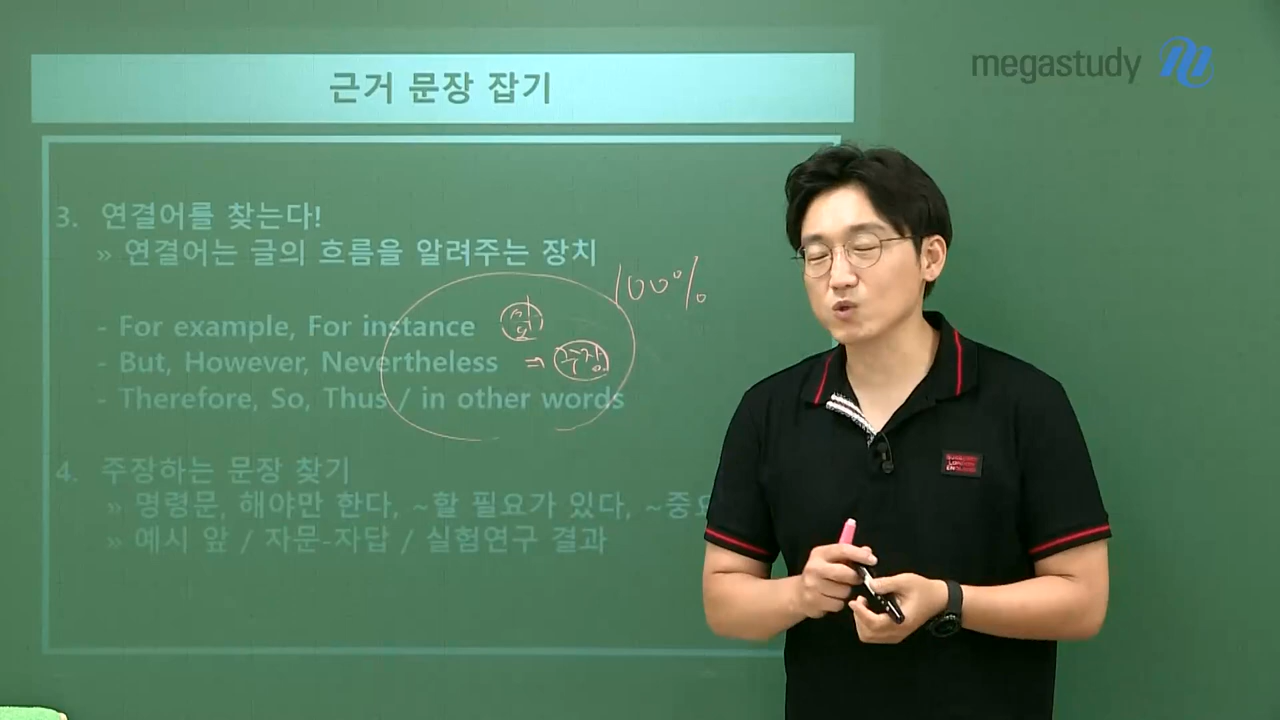 megastudy
근거 문장 잡기
3. 연결어를 찾는다!
» 연결어는 글의 흐름을 알려주는 장치
100%
- For example, For instance
- But, However, Nevertheless
⇒ 주장
- Therefore, So, Thus / in other words
4. 주장하는 문장 찾기
» 명령문, 해야만 한다, ~할 필요가 있다, ~중요
» 예시 앞 / 자문-자답 / 실험연구 결과